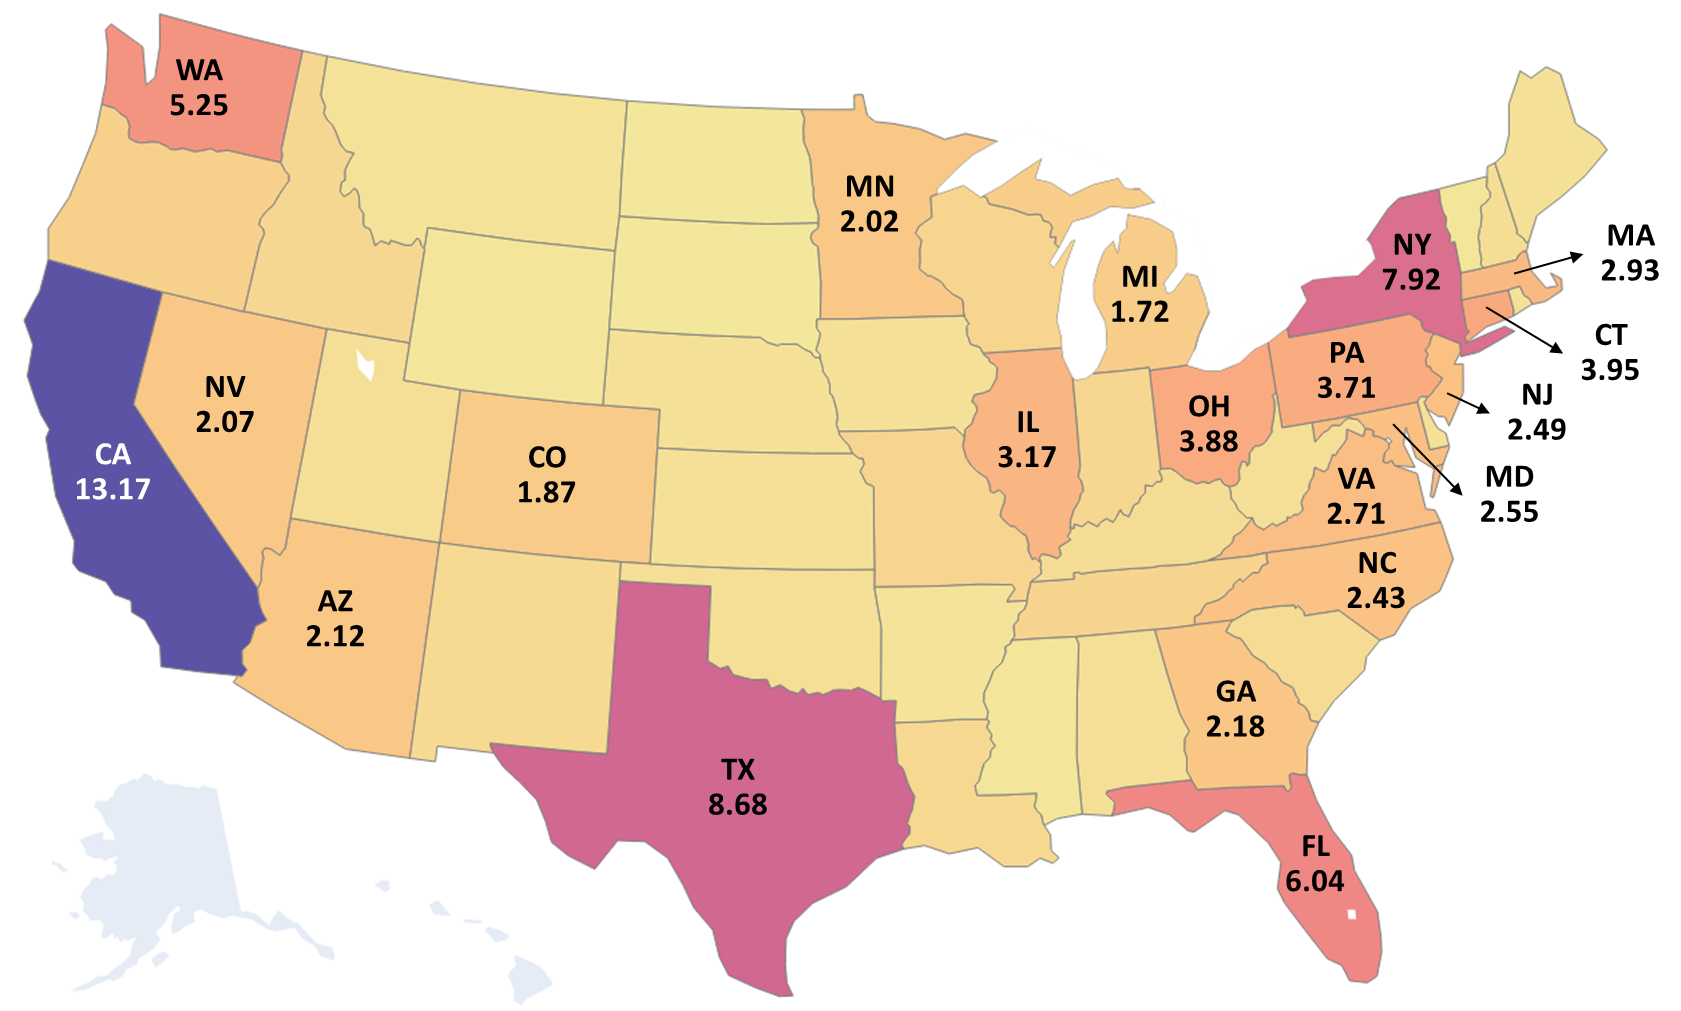 WA
5.25
MN
2.02
MI
1.72
NY
7.92
MA
2.93
CT
3.95
PA
3.71
NJ
2.49
NV
2.07
CA
13.17
CO
1.87
IL
3.17
OH
3.88
MD
2.55
VA
2.71
NC
2.43
AZ
2.12
GA
2.18
TX
8.68
FL
6.04